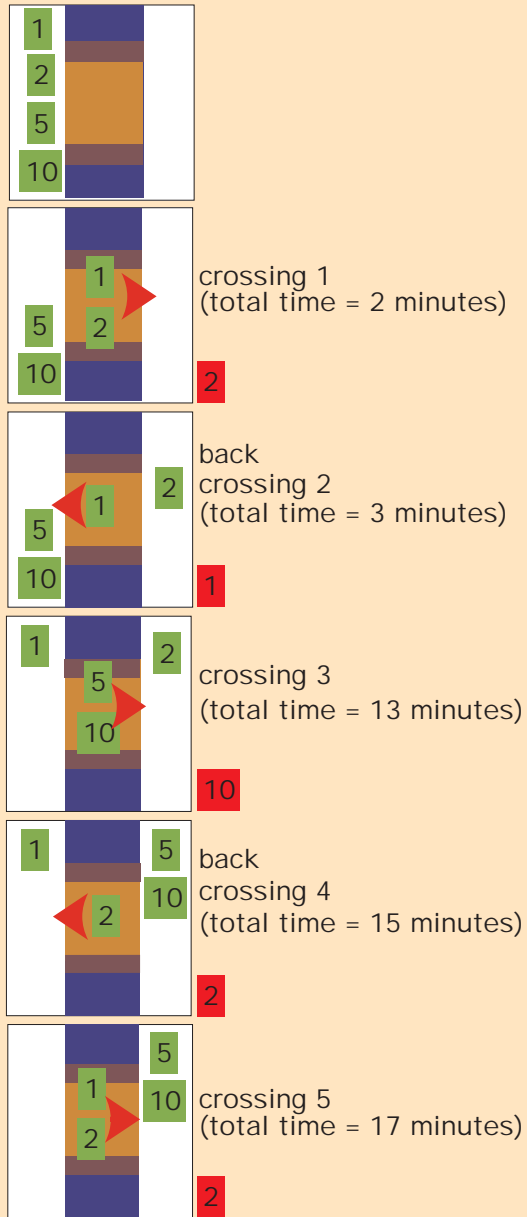 1
2
5
10
1
2
5
10
crossing 1
(total time = 2 minutes)
2
1
2
5
10
back
crossing 2
(total time = 3 minutes)
1
1
2
5
10
crossing 3
(total time = 13 minutes)
10
1
5
10
2
back
crossing 4
(total time = 15 minutes)
2
5
10
1
2
crossing 5
(total time = 17 minutes)
2